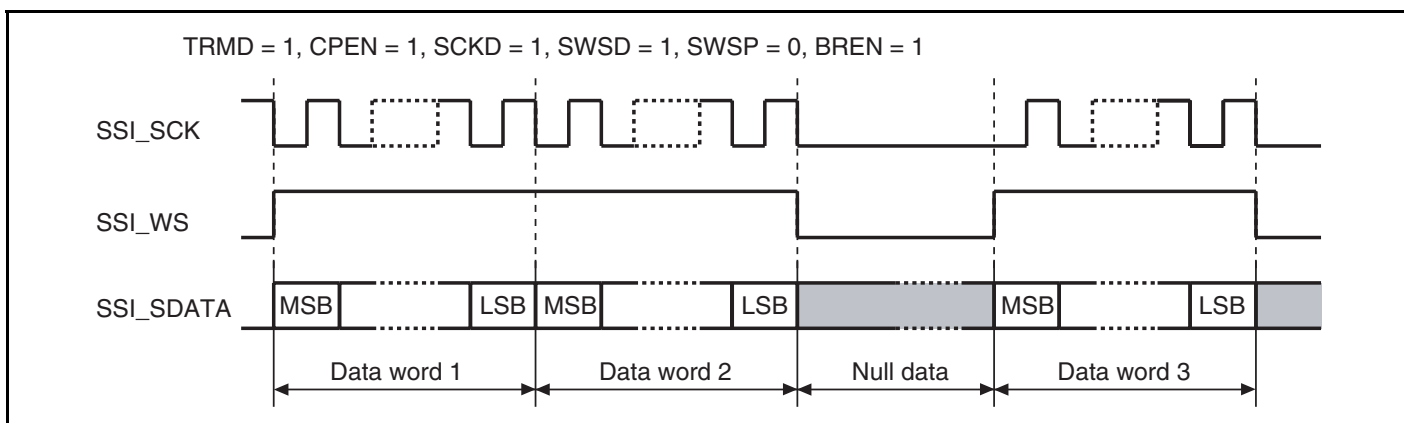 TRMD = 1, CPEN = 1, SCKD = 1, SWSD = 1, SWSP = 0, BREN = 1
SSI_SCK
SSI_WS
SSI_SDATA
MSB LSB MSB LSB MSB LSB
Data word 1 Data word 2 Null data Data word 3